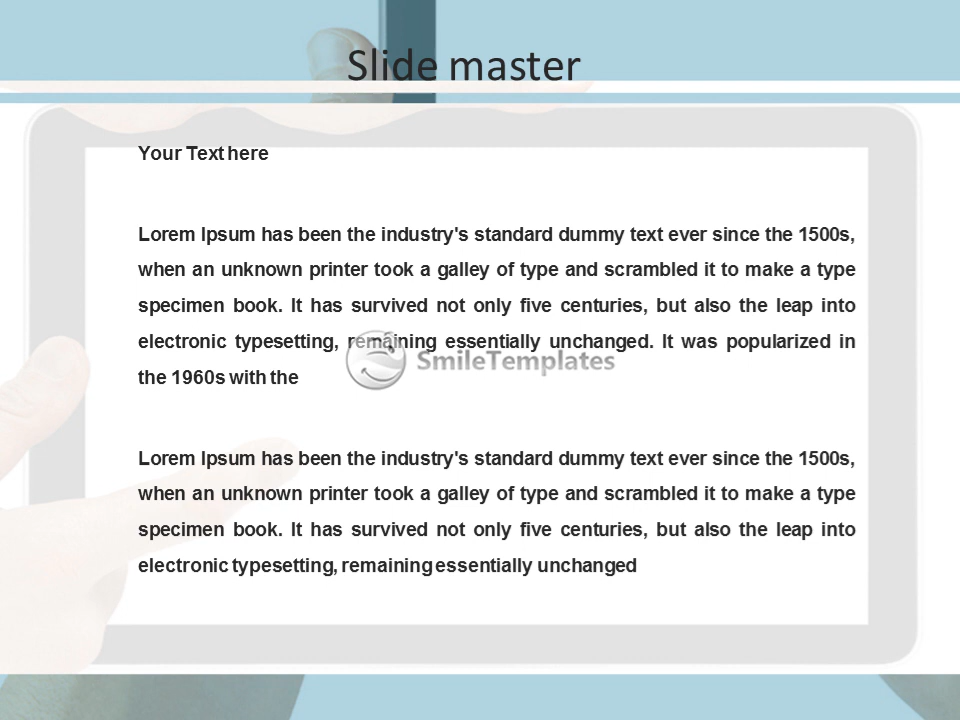 Slide master
Your Text here
Lorem Ipsum has been the industry's standard dummy text ever since the 1500s,
when an unknown printer took a galley of type and scrambled it to make a type
specimen book. It has survived not only five centuries, but also the leap into
electronic typesetting, remaining essentially unchanged. It was popularized in
SmileTemplates
the 1960s with the
Lorem Ipsum has been the industry's standard dummy text ever since the 1500s,
when an unknown printer took a galley of type and scrambled it to make a type
specimen book. It has survived not only five centuries, but also the leap into
electronic typesetting, remaining essentially unchanged